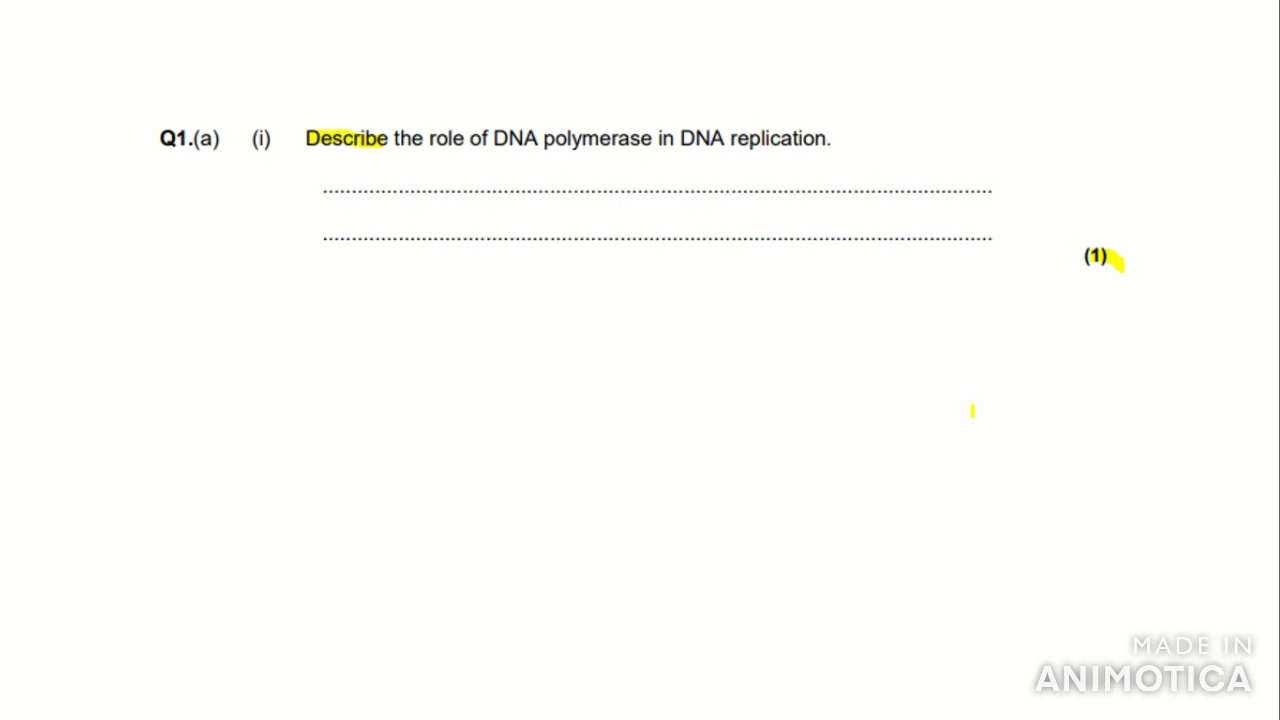 Q1.(a) (i) Describe the role of DNA polymerase in DNA replication.
....................................................................................................................
....................................................................................................................
(1)
MADE IN
ANIMOTICA